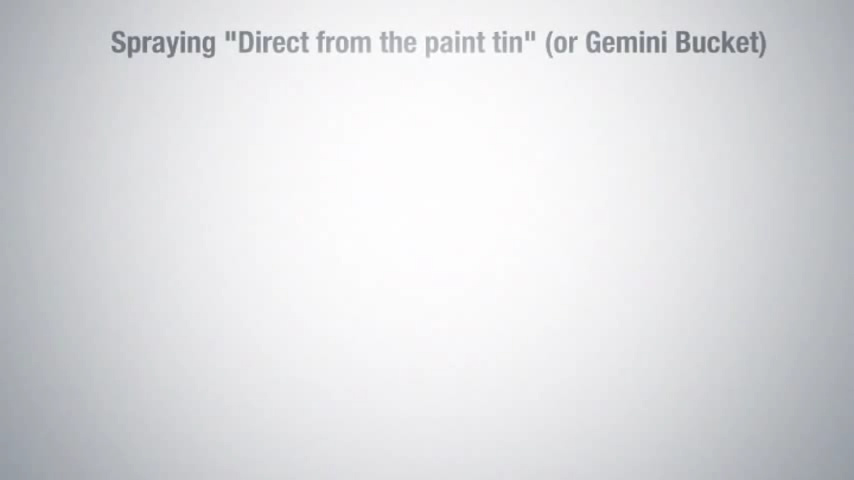 Spraying "Direct from the paint tin" (or Gemini Bucket)